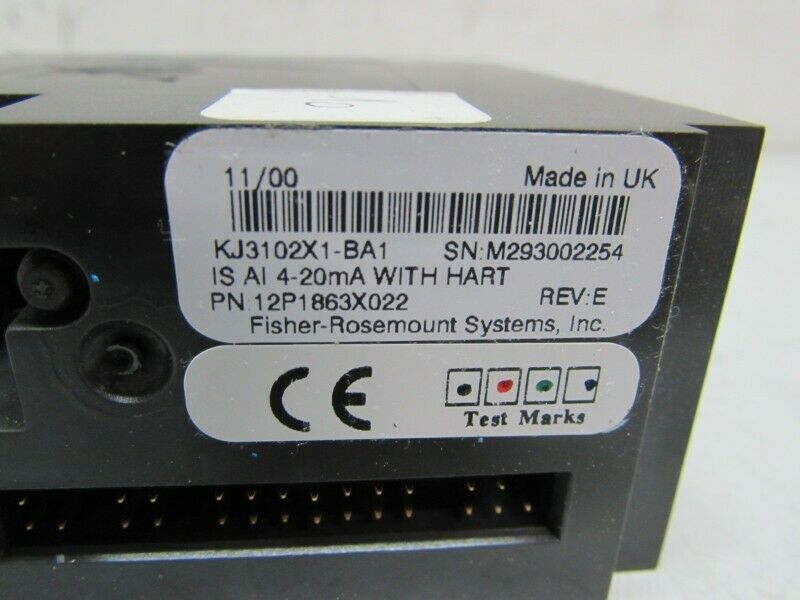 11/00 Made in UK
KJ3102X1-BA1 SN:M293002254
IS AI 4-20mA WITH HART
PN:12P1863X022 REV:E
Fisher-Rosemount Systems, Inc.
CE
Test Marks